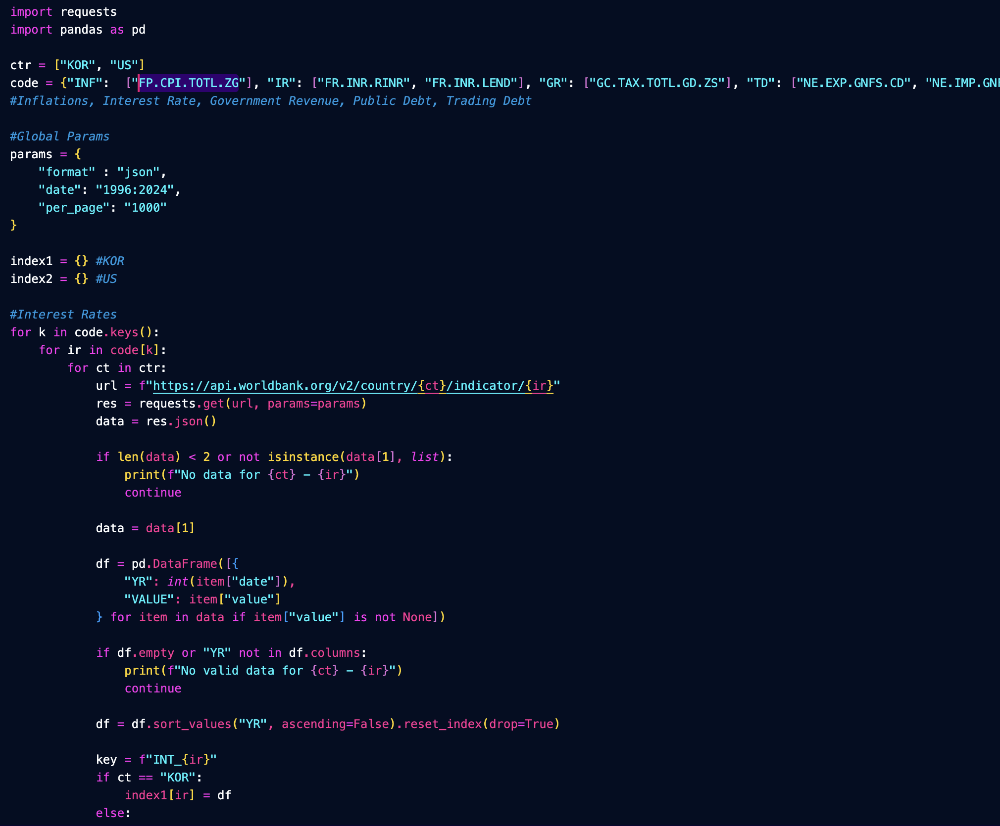 import requests
import pandas as pd
ctr = ["KOR", "US"]
code = {"INF":  ["FP.CPI.TOTL.ZG"], "IR": ["FR.INR.RINR", "FR.INR.LEND"], "GR": ["GC.TAX.TOTL.GD.ZS"], "TD": ["NE.EXP.GNFS.CD", "NE.IMP.GNF
#Inflations, Interest Rate, Government Revenue, Public Debt, Trading Debt
#Global Params
params = {
    "format" : "json",
    "date": "1996:2024",
    "per_page": "1000"
}
index1 = {} #KOR
index2 = {} #US
#Interest Rates
for k in code.keys():
    for ir in code[k]:
        for ct in ctr:
            url = f"https://api.worldbank.org/v2/country/{ct}/indicator/{ir}"
            res = requests.get(url, params=params)
            data = res.json()
            if len(data) < 2 or not isinstance(data[1], list):
                print(f"No data for {ct} - {ir}")
                continue
            data = data[1]
            df = pd.DataFrame([{
                "YR": int(item["date"]),
                "VALUE": item["value"]
            } for item in data if item["value"] is not None])
            if df.empty or "YR" not in df.columns:
                print(f"No valid data for {ct} - {ir}")
                continue
            df = df.sort_values("YR", ascending=False).reset_index(drop=True)
            key = f"INT_{ir}"
            if ct == "KOR":
                index1[ir] = df
            else: